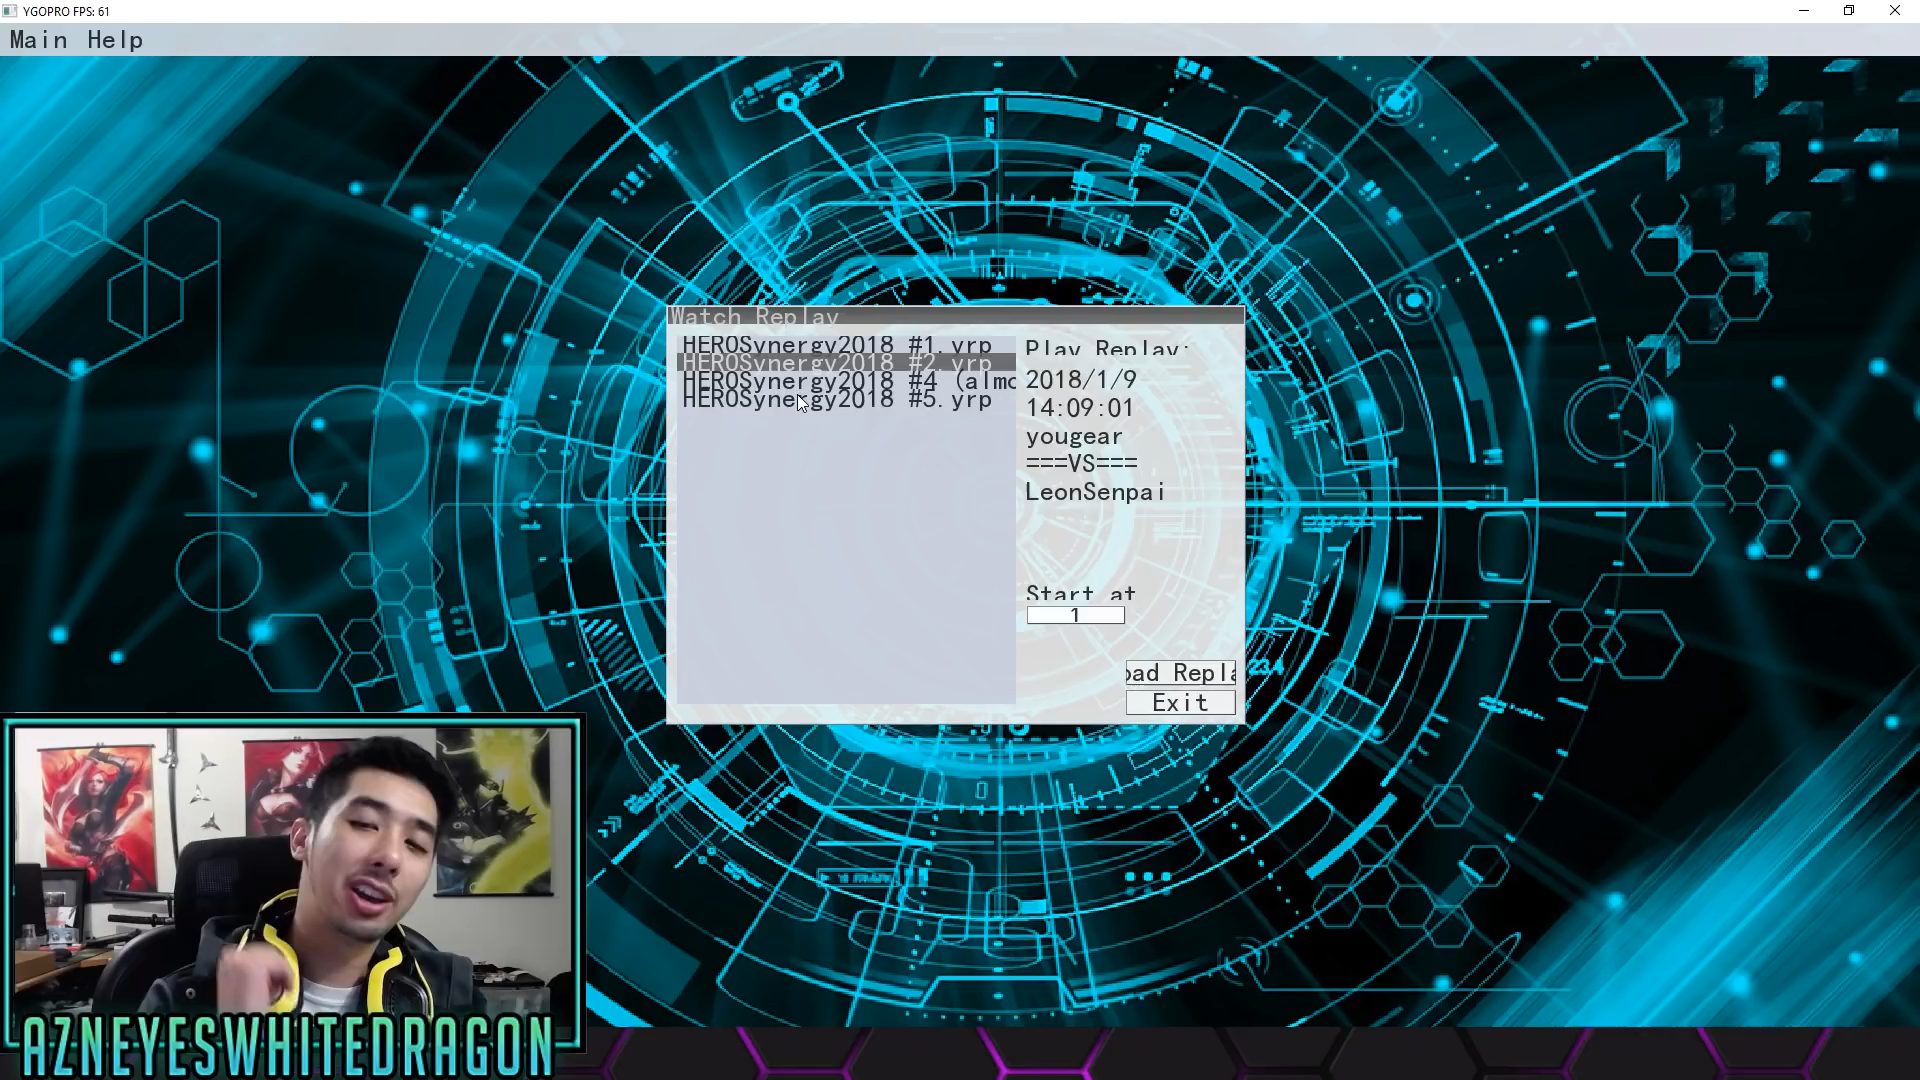 YGOPRO FPS: 61
Main Help
Watch Replay
HEROSynergy2018 #1.yrp
HEROSynergy2018 #2.yrp
HEROSynergy2018 #4 (almo
HEROSynergy2018 #5.yrp
Play Replay:
2018/1/9
14:09:01
yougear
===VS===
LeonSenpai
Start at
1
oad Repla
Exit
AZNEYESWHITEDRAGON